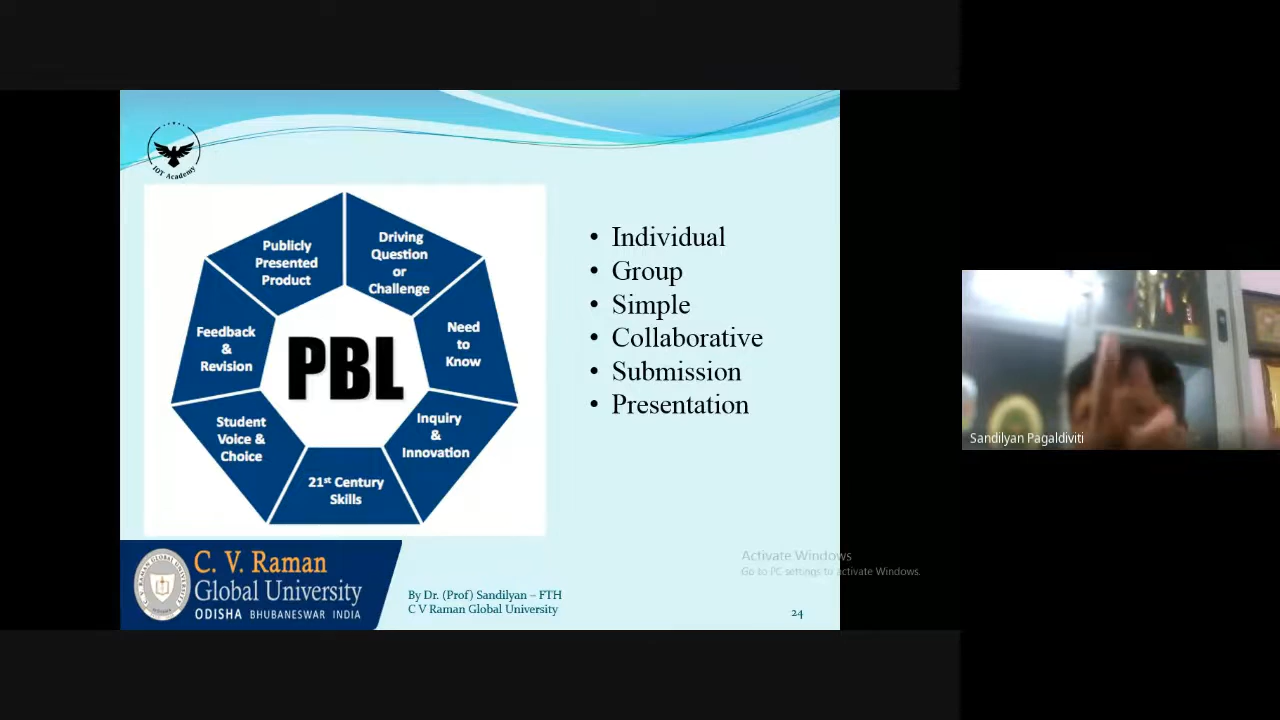 IOT Academy
Publicly
Presented
Product
Driving
Question
or
Challenge
Feedback
&
Revision
PBL
Need
to
Know
Student
Voice &
Choice
Inquiry
&
Innovation
21st Century
Skills
• Individual
• Group
• Simple
• Collaborative
• Submission
• Presentation
C. V. Raman
Global University
ODISHA BHUBANESWAR INDIA
By Dr. (Prof) Sandilyan – FTH
C V Raman Global University
24
Activate Windows
Go to PC settings to activate Windows.
Sandilyan Pagaldiviti